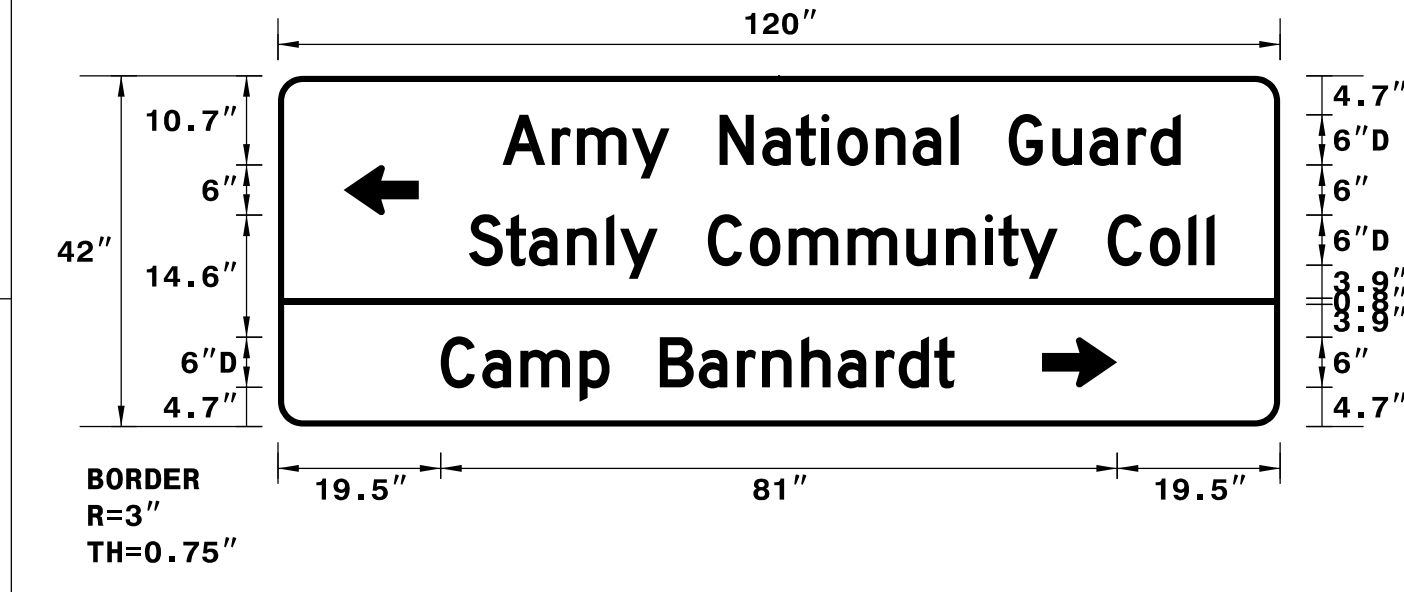 120"
10.7"
4.7"
Army National Guard
6"D
6"
6"
42"
Stanly Community Coll
6"D
14.6"
3.9"
0.8"
3.9"
6"D
Camp Barnhardt
6"
4.7"
4.7"
19.5"
81"
19.5"
BORDER
R=3"
TH=0.75"